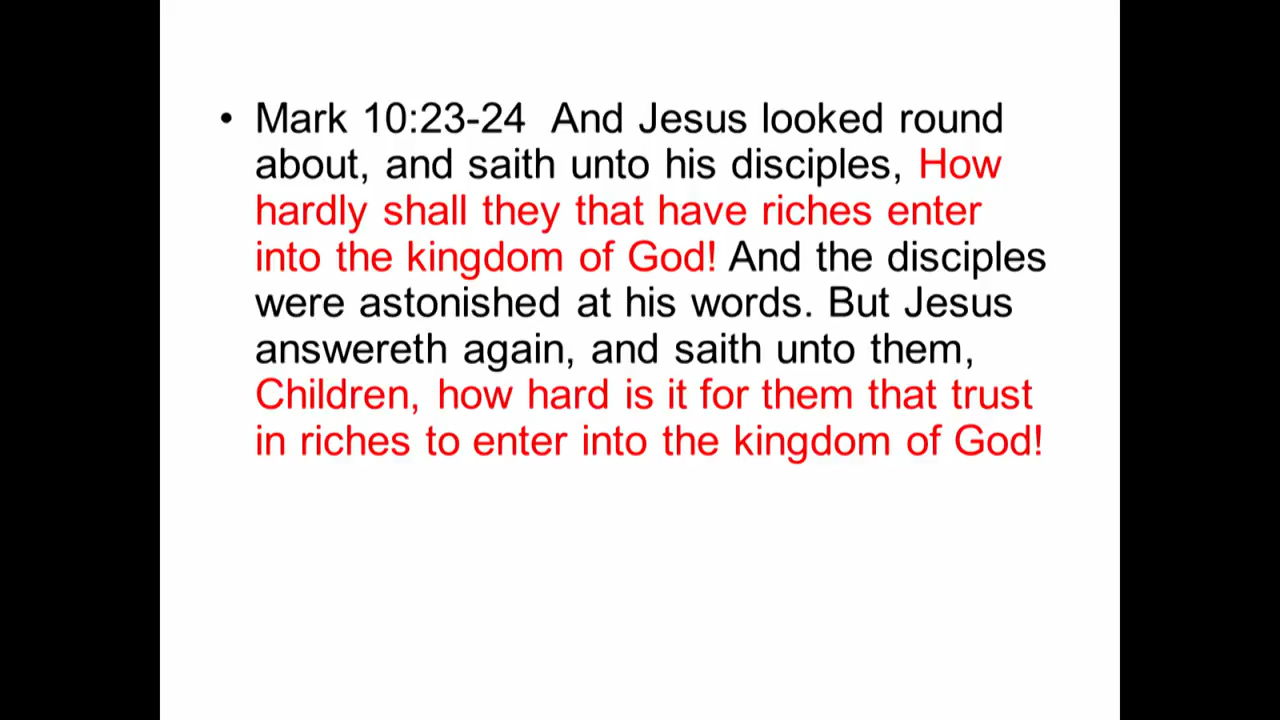 • Mark 10:23-24  And Jesus looked round
about, and saith unto his disciples, How
hardly shall they that have riches enter
into the kingdom of God! And the disciples
were astonished at his words. But Jesus
answereth again, and saith unto them,
Children, how hard is it for them that trust
in riches to enter into the kingdom of God!